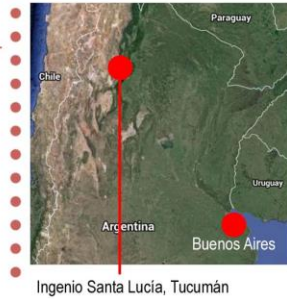 Paraguay
Chile
Uruguay
Argentina
Buenos Aires
Ingenio Santa Lucía, Tucumán